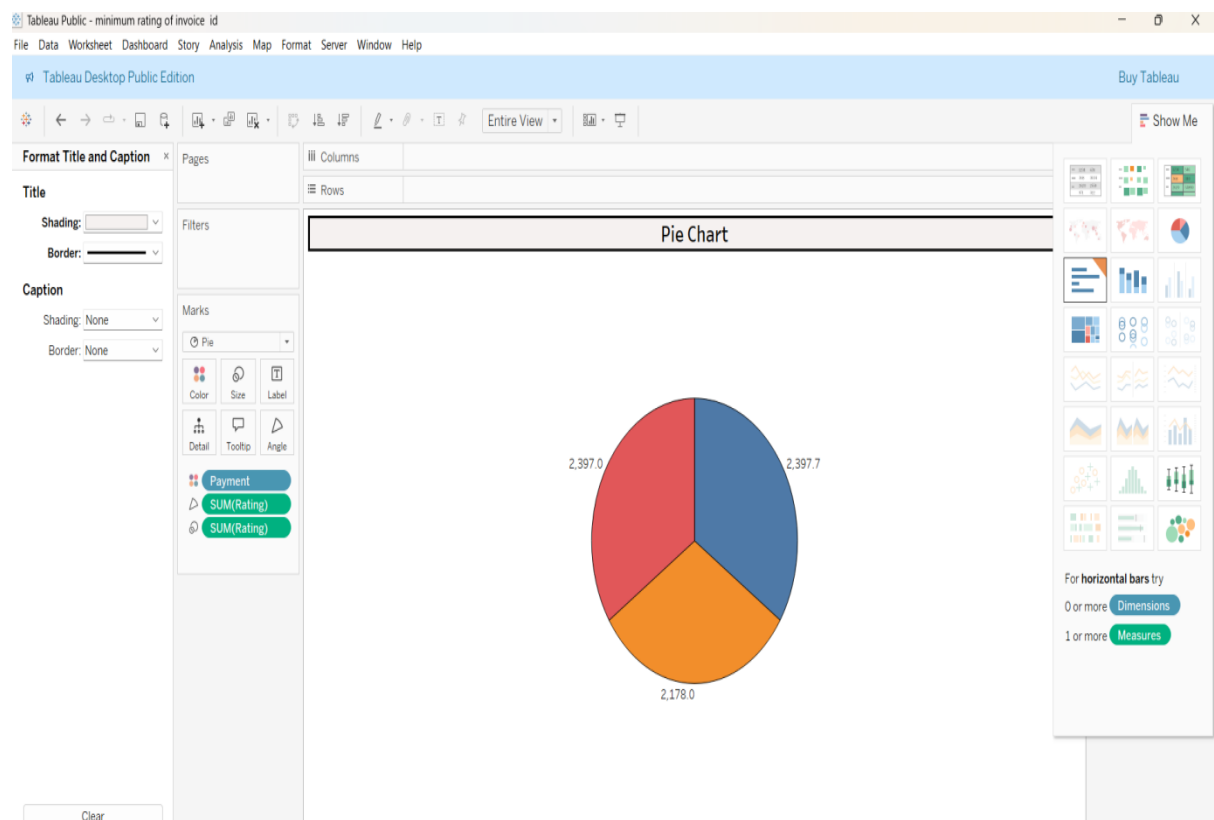 Tableau Public - minimum rating of invoice id
File Data Worksheet Dashboard Story Analysis Map Format Server Window Help
Tableau Desktop Public Edition
Buy Tableau
Entire View
Show Me
Format Title and Caption ×
Title
Shading:
Border:
Caption
Shading: None
Border: None
Clear
Pages
Filters
Marks
Pie
Color Size Label
Detail Tooltip Angle
Payment
SUM(Rating)
SUM(Rating)
Columns
Rows
Pie Chart
2,397.0
2,397.7
2,178.0
For horizontal bars try
0 or more Dimensions
1 or more Measures